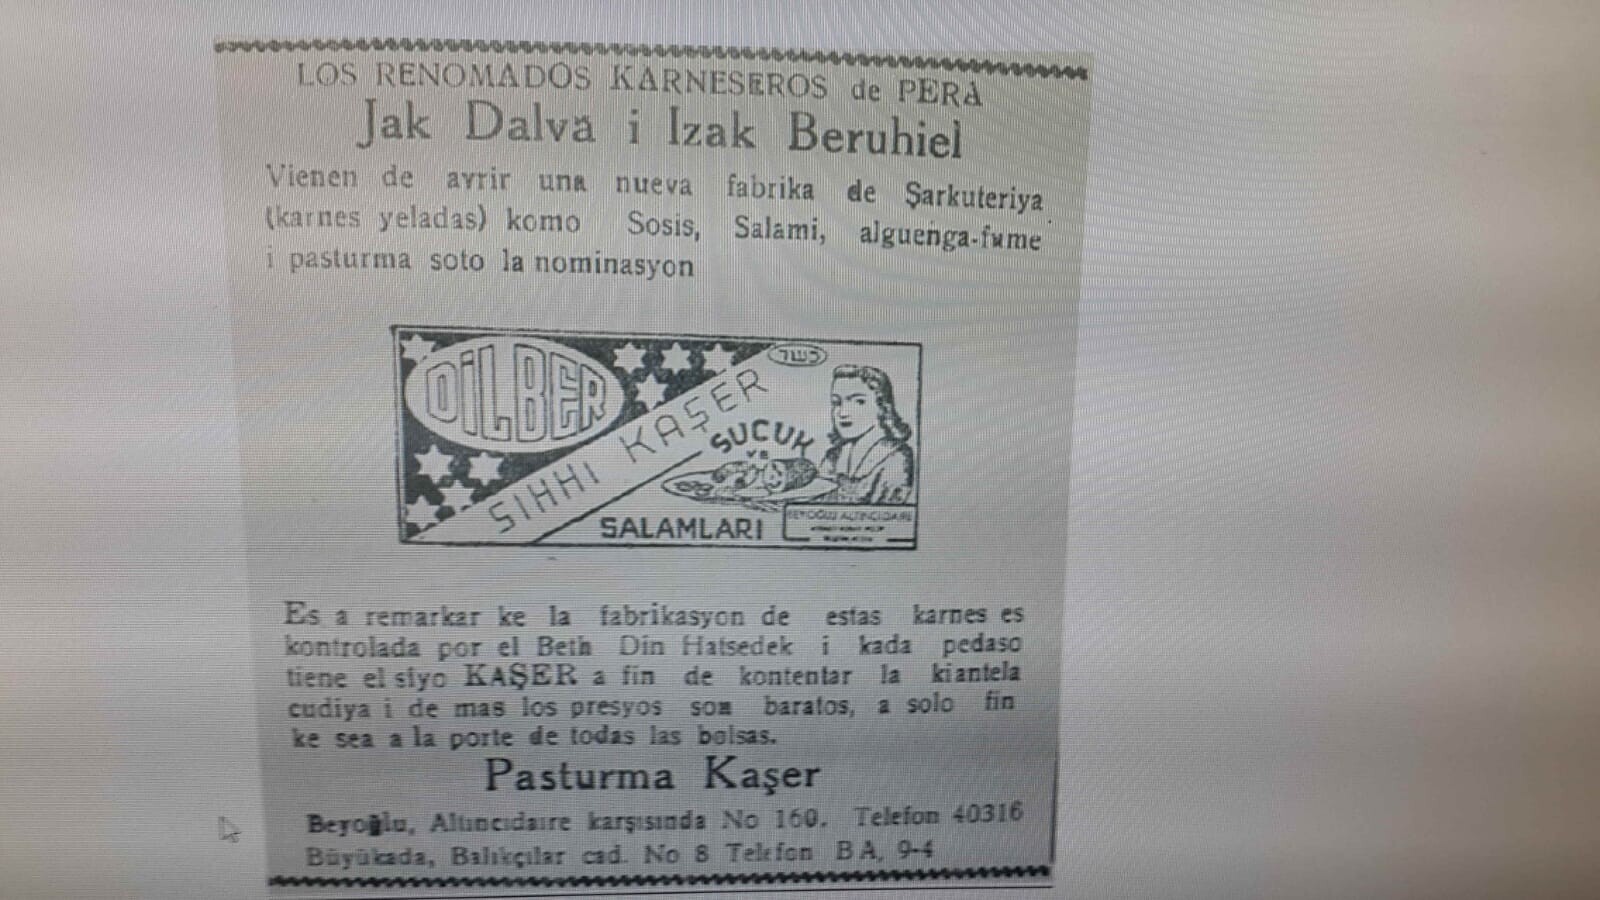 LOS RENOMADOS KARNESEROS de PERA
Jak Dalva i Izak Beruhiel
Vienen de avrir una nueva fabrika de Şarkuteriya
(karnes yeladas) komo Sosis, Salami, alguenga-fume
i pasturma soto la nominasyon
DİLBER
כשר
SIHHI KAŞER
SUCUK
VE
SALAMLARI
BEYOĞLU ALTINCIDAİRE
Es a remarkar ke la fabrikasyon de estas karnes es
kontrolada por el Beth Din Hatsedek i kada pedaso
tiene el siyo KAŞER a fin de kontentar la kiantela
cudiya i de mas los presyos son baratos, a solo fin
ke sea a la porte de todas las bolsas.
Pasturma Kaşer
Beyoğlu, Altıncıdaire karşısında No 160. Telefon 40316
Büyükada, Balıkçılar cad. No 8 Telefon BA, 9-4